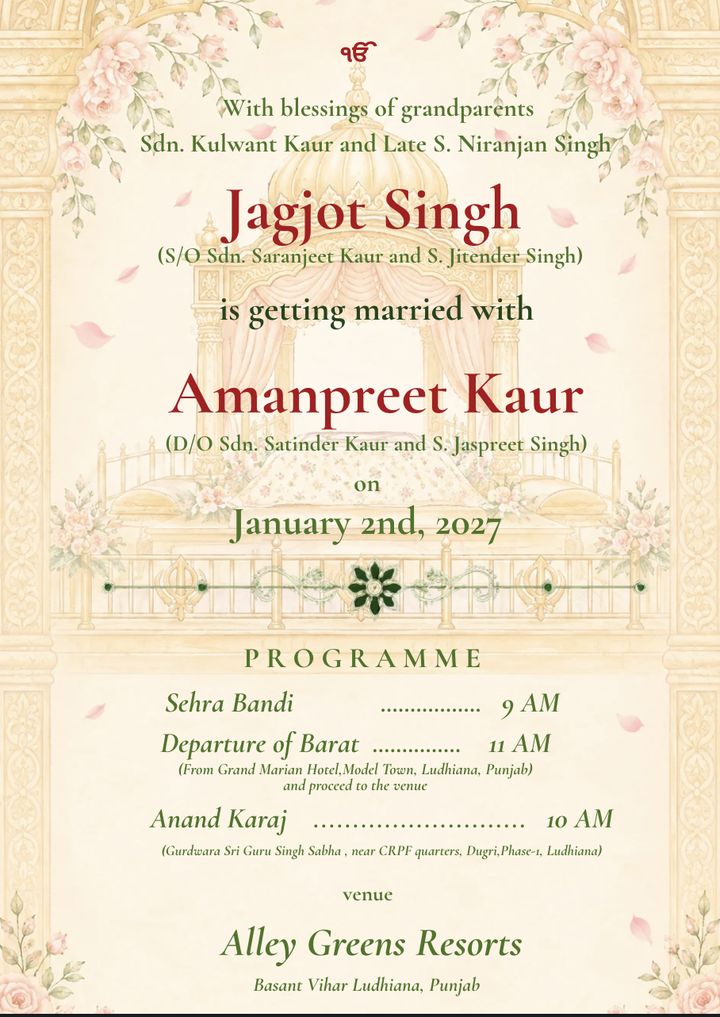 ੴ
With blessings of grandparents
Sdn. Kulwant Kaur and Late S. Niranjan Singh
Jagjot Singh
(S/O Sdn. Saranjeet Kaur and S. Jitender Singh)
is getting married with
Amanpreet Kaur
(D/O Sdn. Satinder Kaur and S. Jaspreet Singh)
on
January 2nd, 2027
PROGRAMME
Sehra Bandi ................. 9 AM
Departure of Barat ............... 11 AM
(From Grand Marian Hotel,Model Town, Ludhiana, Punjab)
and proceed to the venue
Anand Karaj ........................... 10 AM
(Gurdwara Sri Guru Singh Sabha , near CRPF quarters, Dugri,Phase-1, Ludhiana)
venue
Alley Greens Resorts
Basant Vihar Ludhiana, Punjab